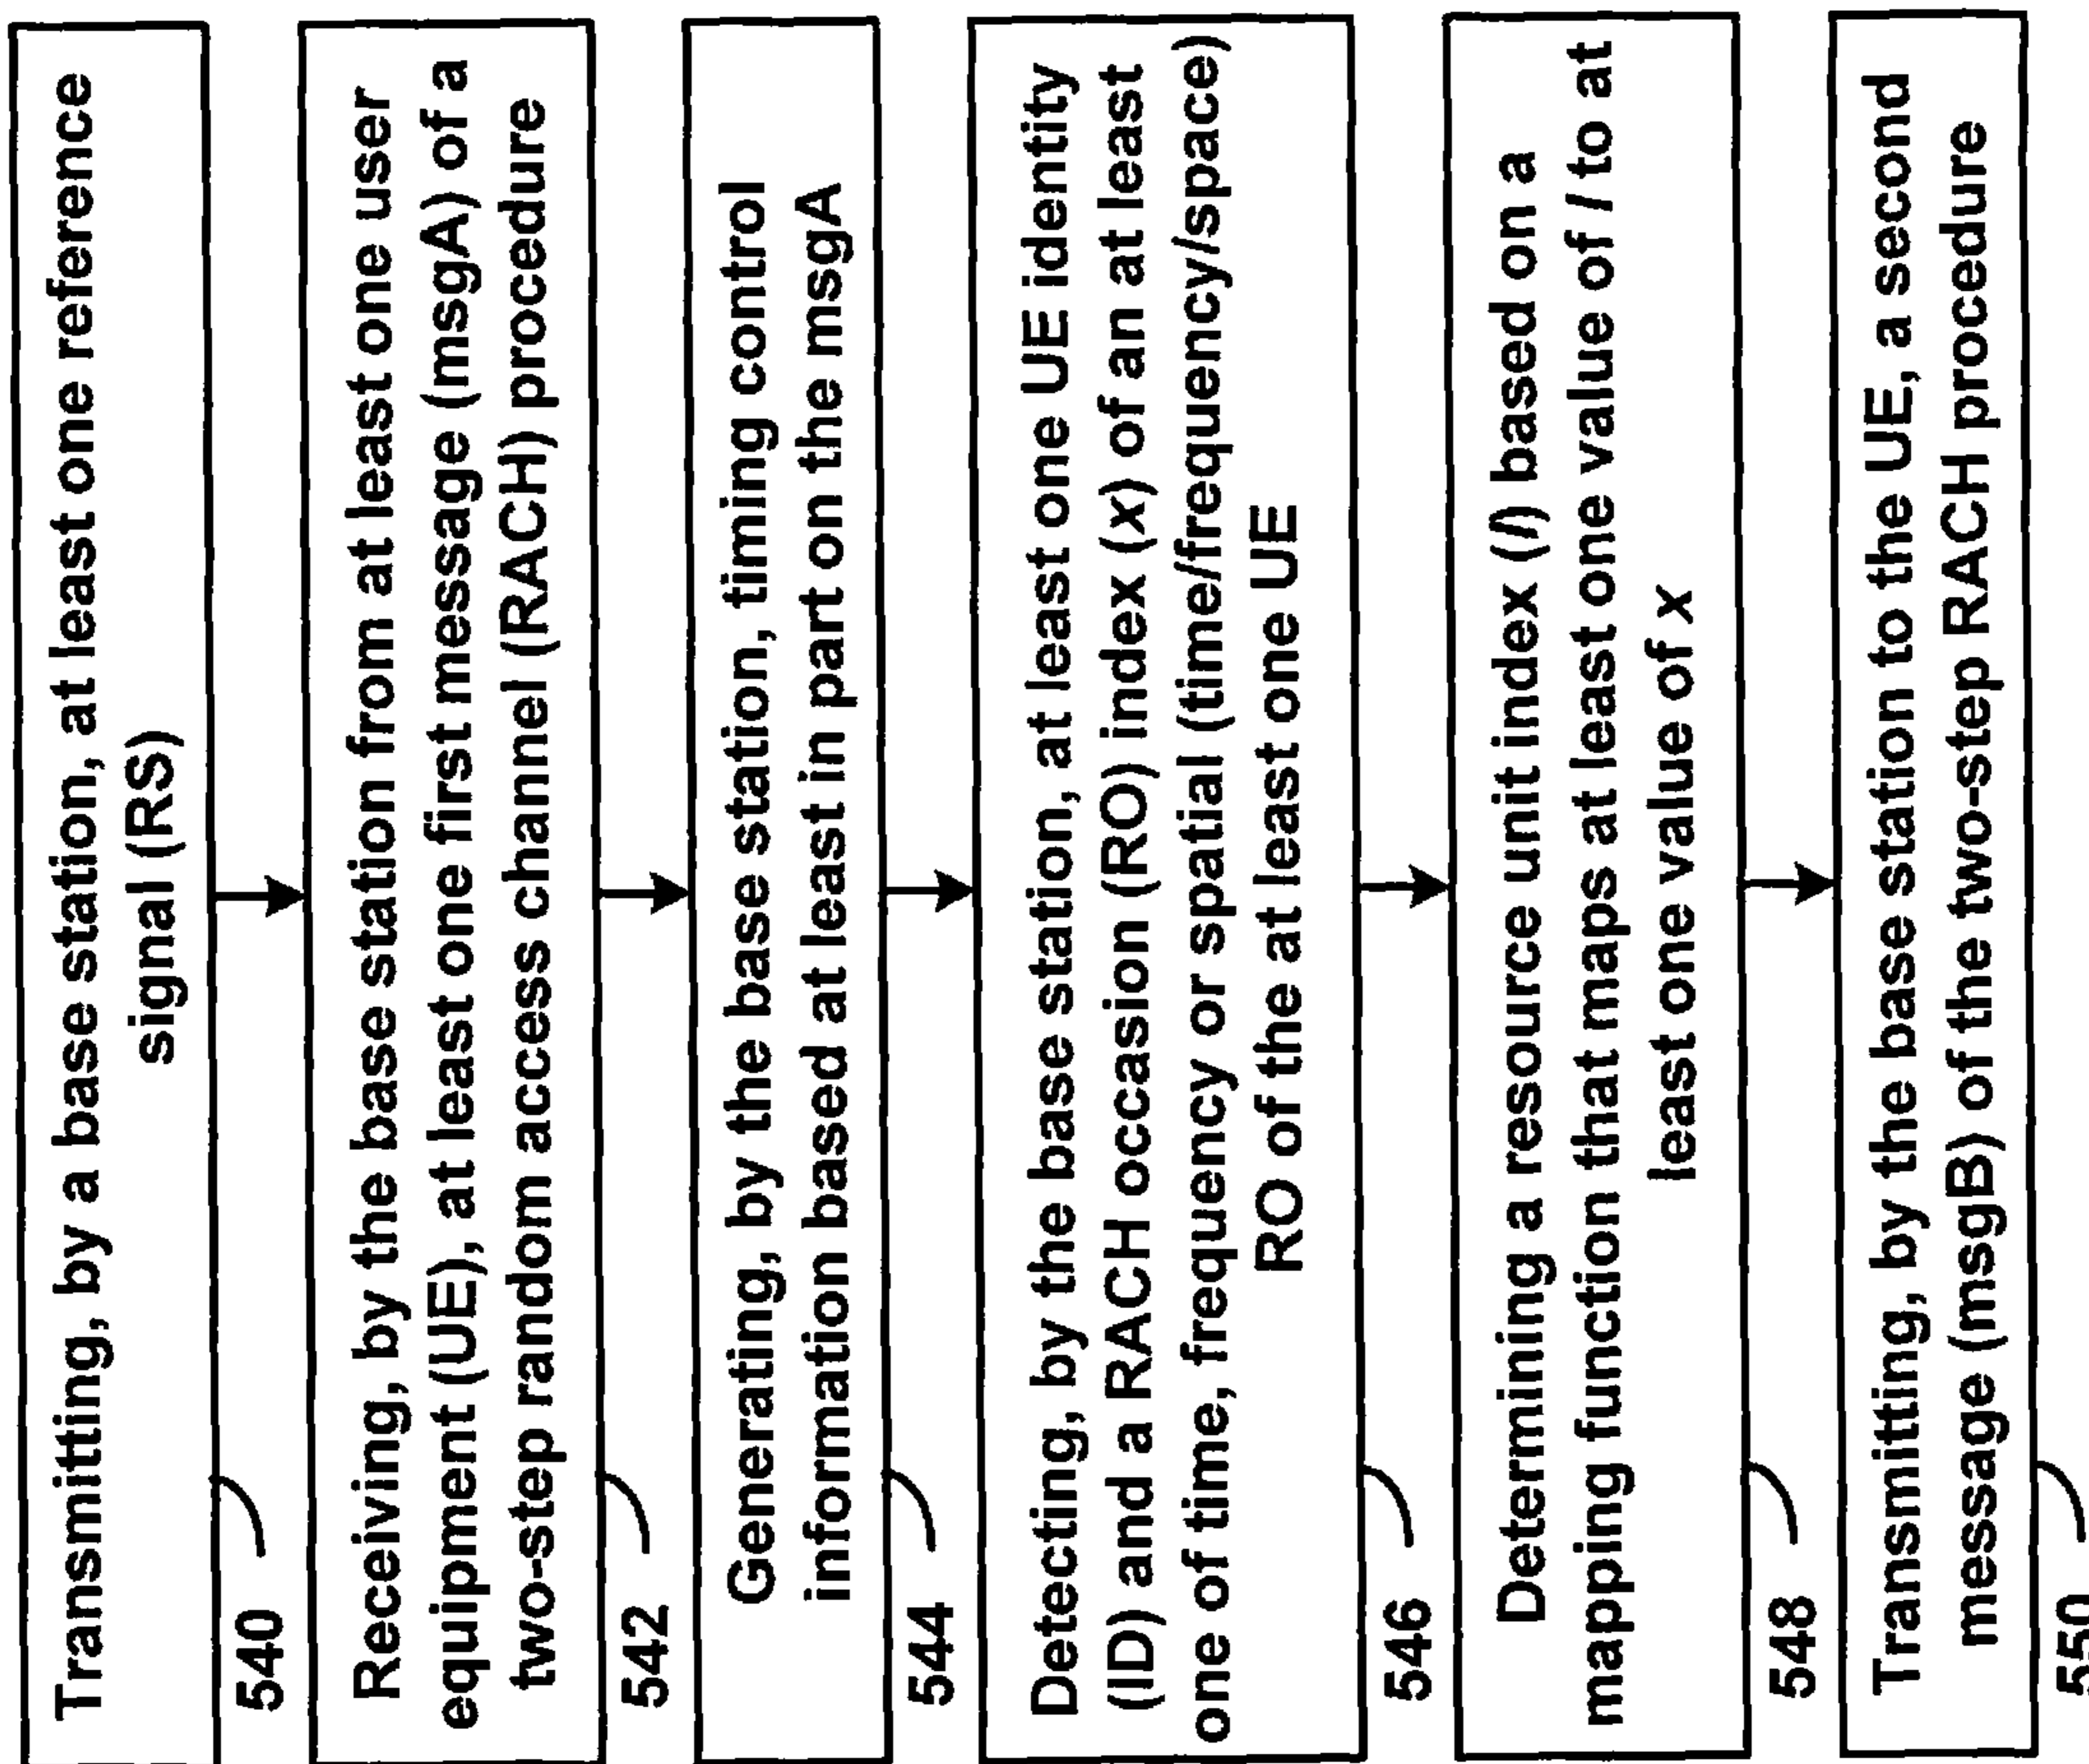 Transmitting, by a base station, at least one reference
signal (RS)
540
Receiving, by the base station from at least one user
equipment (UE), at least one first message (msgA) of a
two-step random access channel (RACH) procedure
542
Generating, by the base station, timing control
information based at least in part on the msgA
544
Detecting, by the base station, at least one UE identity
(ID) and a RACH occasion (RO) index (x) of an at least
one of time, frequency or spatial (time/frequency/space)
RO of the at least one UE
546
Determining a resource unit index (l) based on a
mapping function that maps at least one value of l to at
least one value of x
548
Transmitting, by the base station to the UE, a second
message (msgB) of the two-step RACH procedure
550